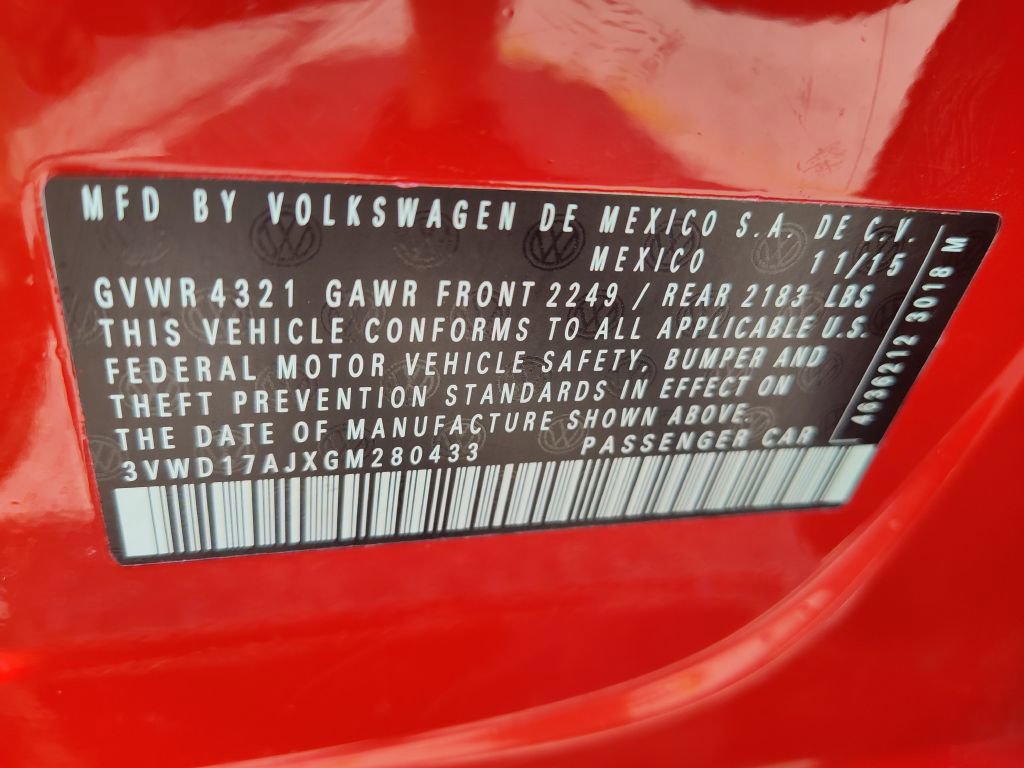 MFD BY VOLKSWAGEN DE MEXICO S.A. DE C.V.
MEXICO 11/15
GVWR 4321 GAWR FRONT 2249 / REAR 2183 LBS
THIS VEHICLE CONFORMS TO ALL APPLICABLE U.S.
FEDERAL MOTOR VEHICLE SAFETY, BUMPER AND
THEFT PREVENTION STANDARDS IN EFFECT ON
THE DATE OF MANUFACTURE SHOWN ABOVE.
3VWD17AJXGM280433 PASSENGER CAR
4636212 3018 M